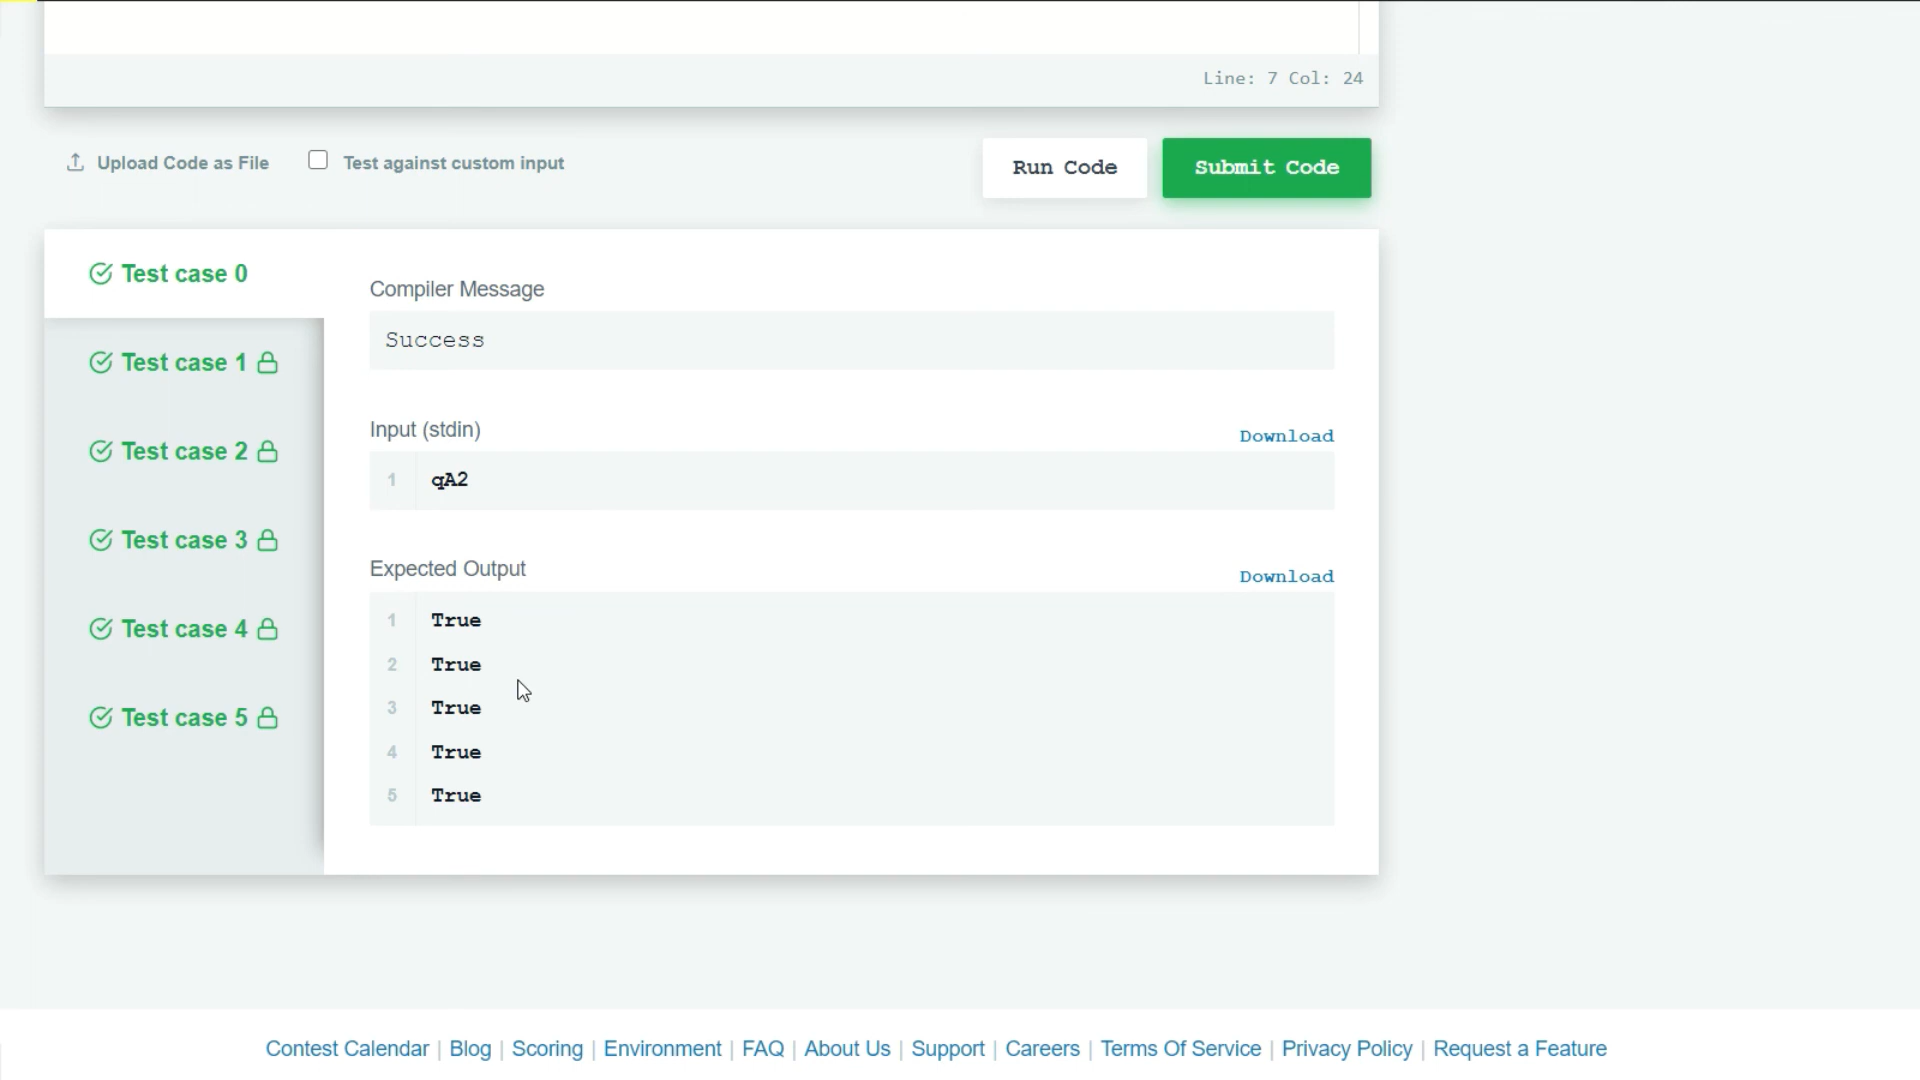 Line: 7 Col: 24
Upload Code as File Test against custom input Run Code Submit Code
Test case 0
Test case 1
Test case 2
Test case 3
Test case 4
Test case 5
Compiler Message
Success
Input (stdin) Download
1 qA2
Expected Output Download
1 True
2 True
3 True
4 True
5 True
Contest Calendar | Blog | Scoring | Environment | FAQ | About Us | Support | Careers | Terms Of Service | Privacy Policy | Request a Feature